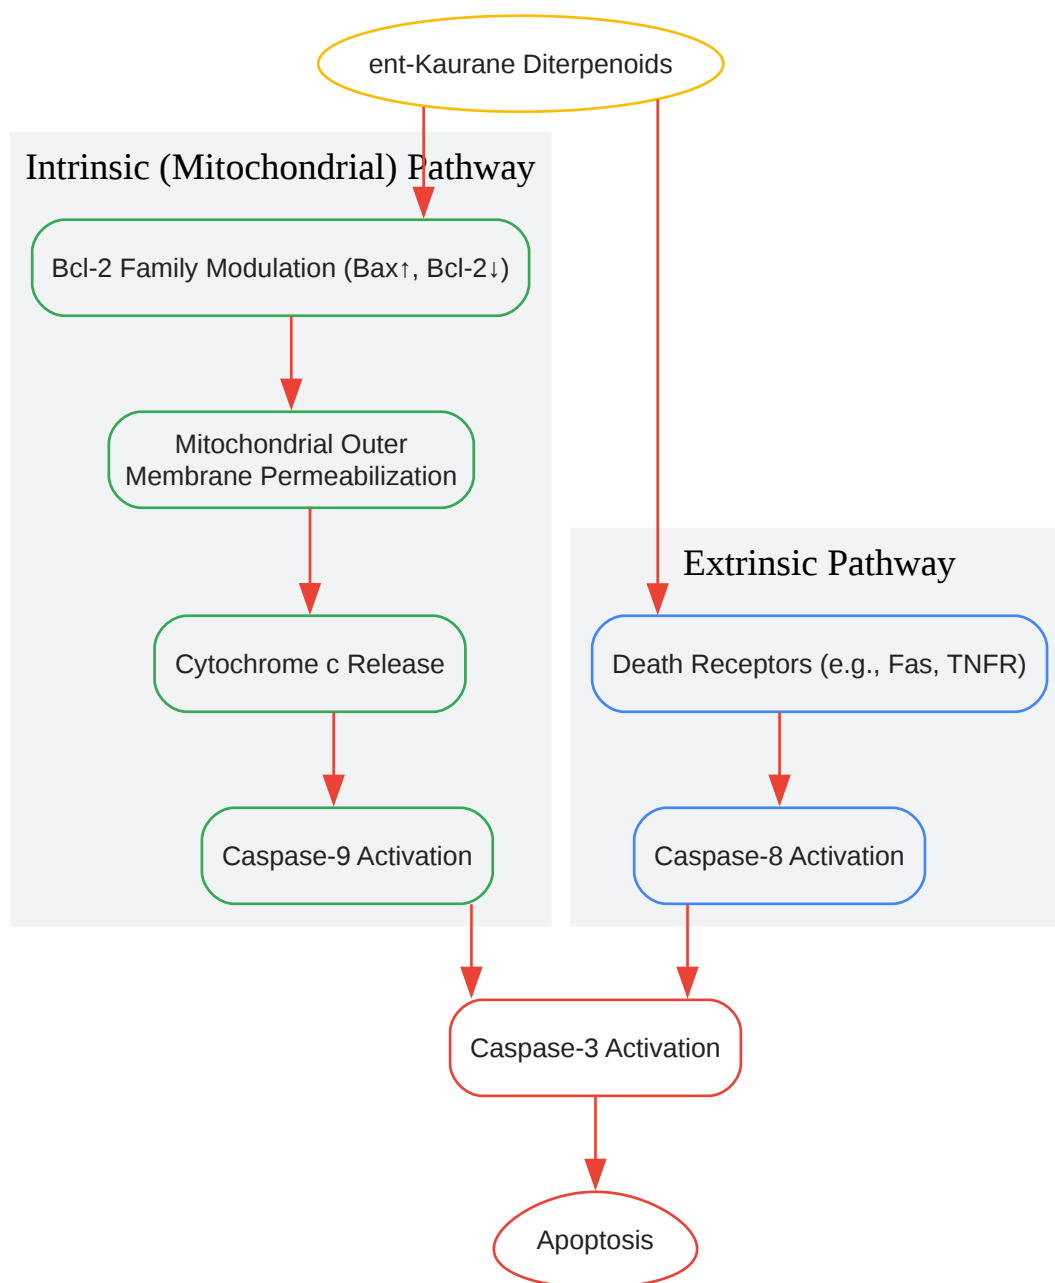 ent-Kaurane Diterpenoids
Intrinsic (Mitochondrial) Pathway
Bcl-2 Family Modulation (Bax↑, Bcl-2↓)
Mitochondrial Outer
Membrane Permeabilization
Cytochrome c Release
Caspase-9 Activation
Extrinsic Pathway
Death Receptors (e.g., Fas, TNFR)
Caspase-8 Activation
Caspase-3 Activation
Apoptosis